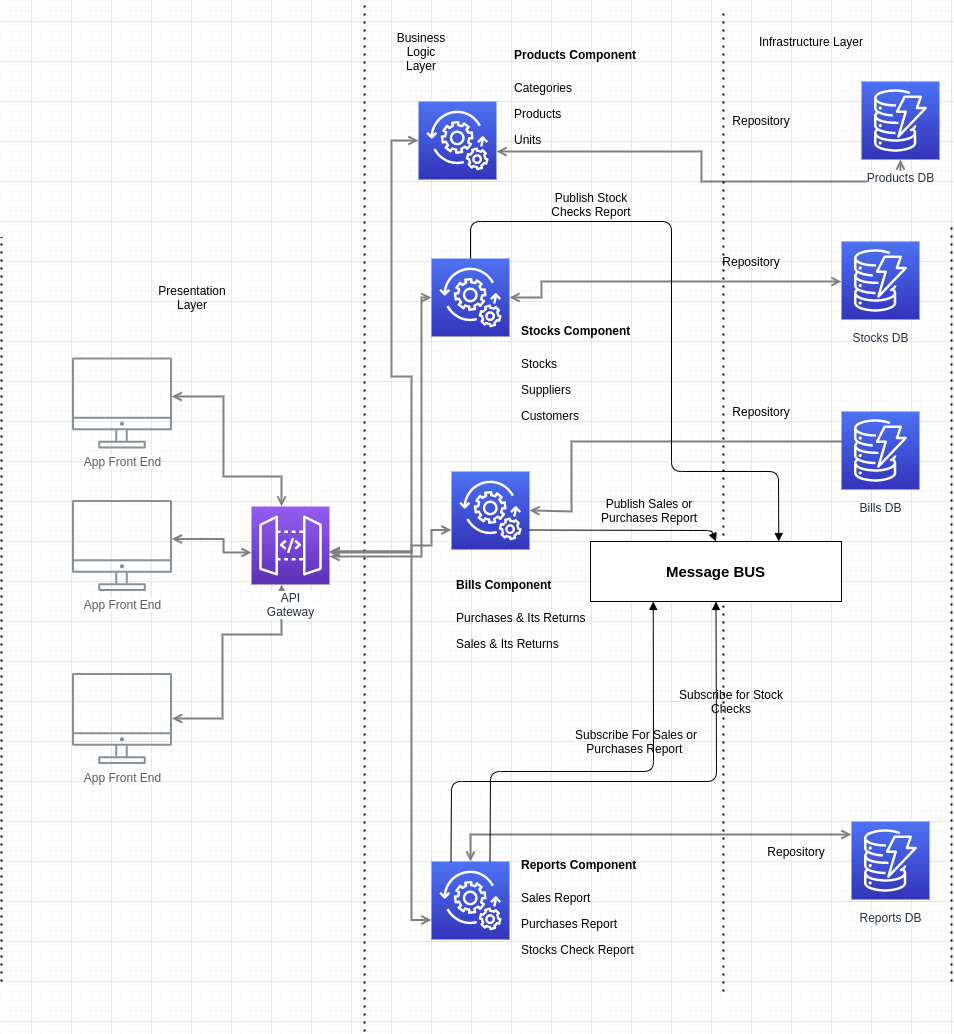 Business
Logic
Layer
Products Component
Categories
Products
Units
Infrastructure Layer
Repository
Products DB
Publish Stock
Checks Report
Repository
Stocks DB
Presentation
Layer
Stocks Component
Stocks
Suppliers
Customers
Repository
Bills DB
App Front End
Publish Sales or
Purchases Report
Message BUS
App Front End
API
Gateway
Bills Component
Purchases & Its Returns
Sales & Its Returns
Subscribe for Stock
Checks
Subscribe For Sales or
Purchases Report
App Front End
Reports Component
Sales Report
Purchases Report
Stocks Check Report
Repository
Reports DB